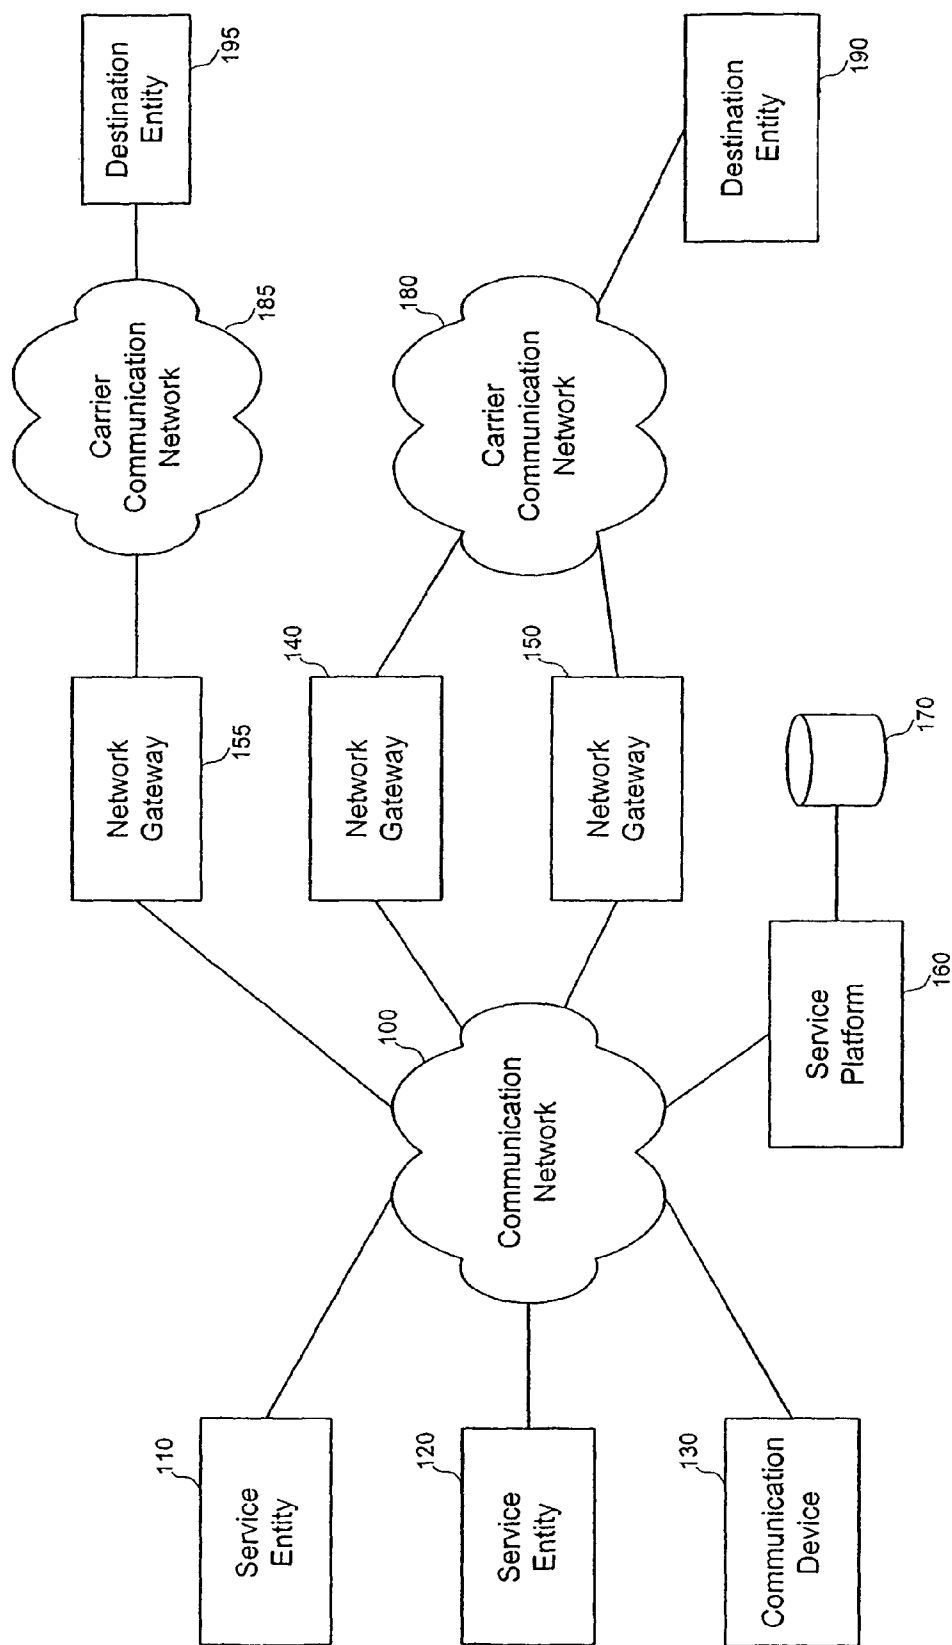 Service
Entity
110
Service
Entity
120
Communication
Device
130
Communication
Network
100
Service
Platform
160
170
Network
Gateway
155
Network
Gateway
140
Network
Gateway
150
Carrier
Communication
Network
185
Carrier
Communication
Network
180
Destination
Entity
195
Destination
Entity
190